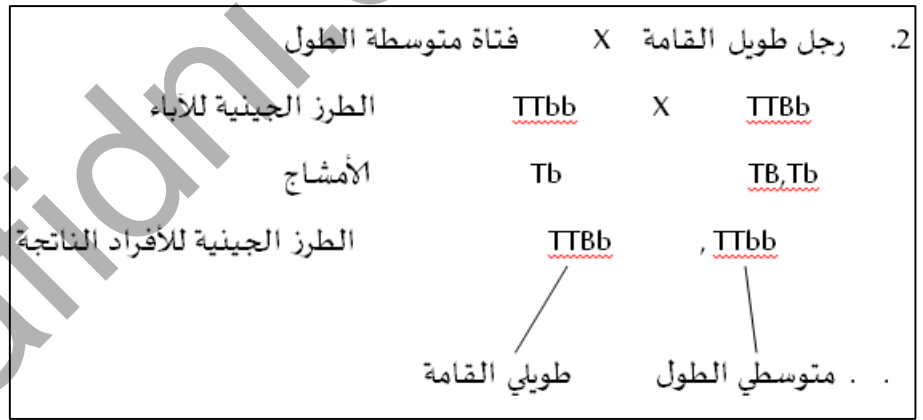 2. رجل طويل القامة X فتاة متوسطة الطول
TTBb X TTbb الطرز الجينية للآباء
TB,Tb Tb الأمشاج
TTbb , TTBb الطرز الجينية للأفراد الناتجة
. . متوسطي الطول طويلي القامة